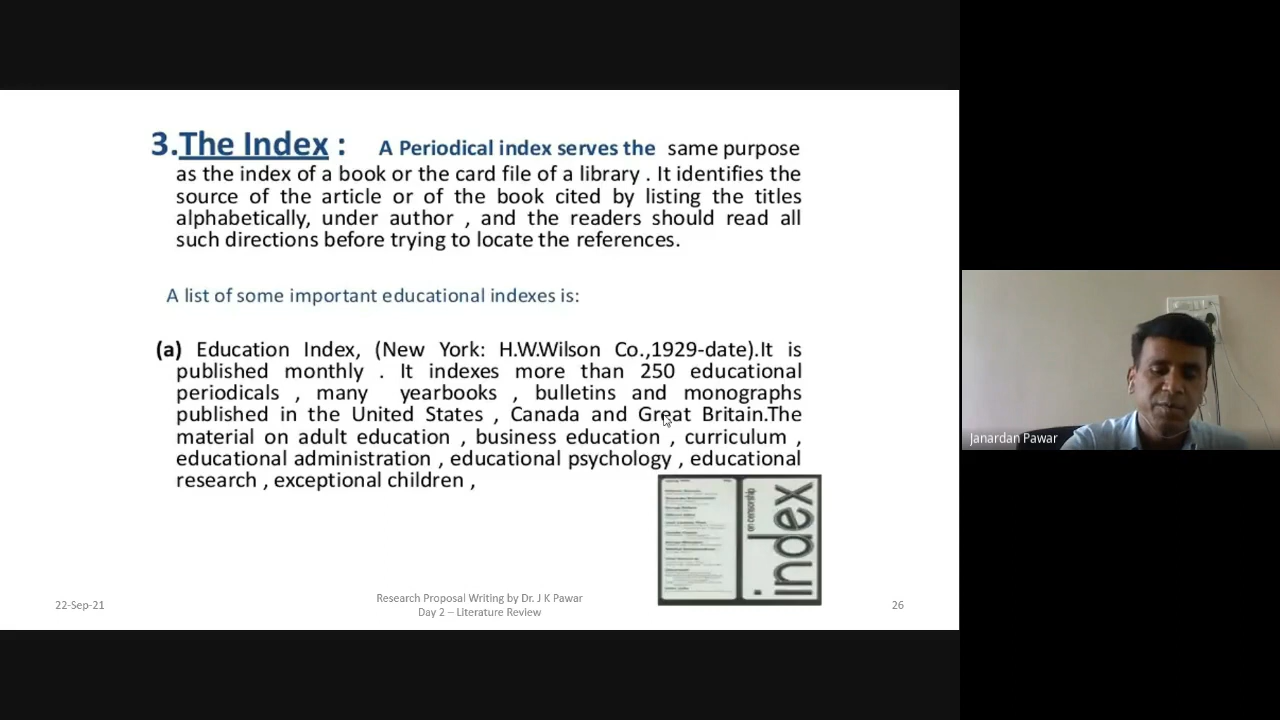 3.The Index : A Periodical index serves the same purpose
as the index of a book or the card file of a library . It identifies the
source of the article or of the book cited by listing the titles
alphabetically, under author , and the readers should read all
such directions before trying to locate the references.
A list of some important educational indexes is:
(a) Education Index, (New York: H.W.Wilson Co.,1929-date).It is
published monthly . It indexes more than 250 educational
periodicals , many yearbooks , bulletins and monographs
published in the United States , Canada and Great Britain.The
material on adult education , business education , curriculum ,
educational administration , educational psychology , educational
research , exceptional children ,
on censorship
index
22-Sep-21
Research Proposal Writing by Dr. J K Pawar
Day 2 – Literature Review
26
Janardan Pawar